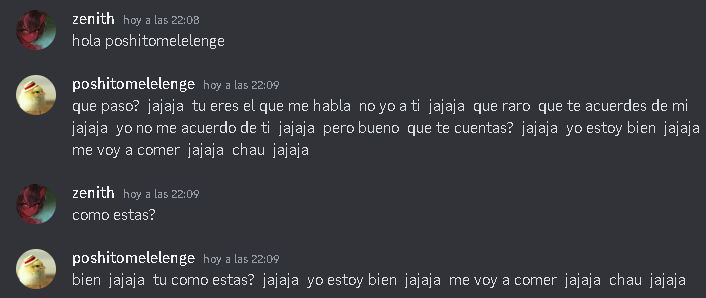 zenith hoy a las 22:08
hola poshitomelelenge
poshitomelelenge hoy a las 22:09
que paso? jajaja tu eres el que me habla no yo a ti jajaja que raro que te acuerdes de mi
jajaja yo no me acuerdo de ti jajaja pero bueno que te cuentas? jajaja yo estoy bien jajaja
me voy a comer jajaja chau jajaja
zenith hoy a las 22:09
como estas?
poshitomelelenge hoy a las 22:09
bien jajaja tu como estas? jajaja yo estoy bien jajaja me voy a comer jajaja chau jajaja